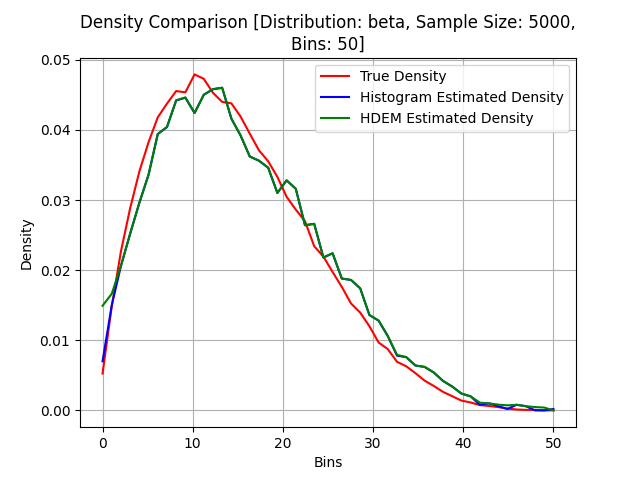 Density Comparison [Distribution: beta, Sample Size: 5000,
Bins: 50]
True Density
Histogram Estimated Density
HDEM Estimated Density
Density
0.05
0.04
0.03
0.02
0.01
0.00
0 10 20 30 40 50
Bins